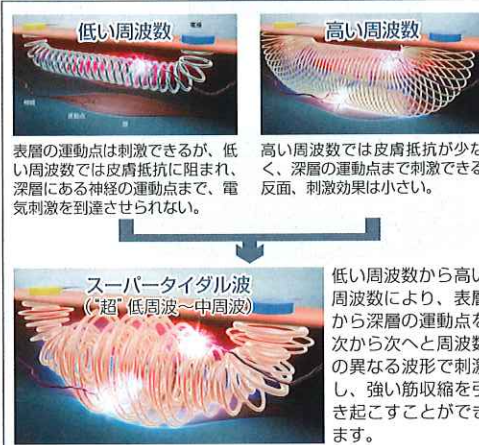 低い周波数
電極
表層の運動点は刺激できるが、低
い周波数では皮膚抵抗に阻まれ、
深層にある神経の運動点まで、電
気刺激を到達させられない。
高い周波数
高い周波数では皮膚抵抗が少な
く、深層の運動点まで刺激できる
反面、刺激効果は小さい。
スーパータイダル波
(“超”低周波～中周波)
低い周波数から高い
周波数により、表層
から深層の運動点を
次から次へと周波数
の異なる波形で刺激
し、強い筋収縮を引
き起こすことができ
ます。